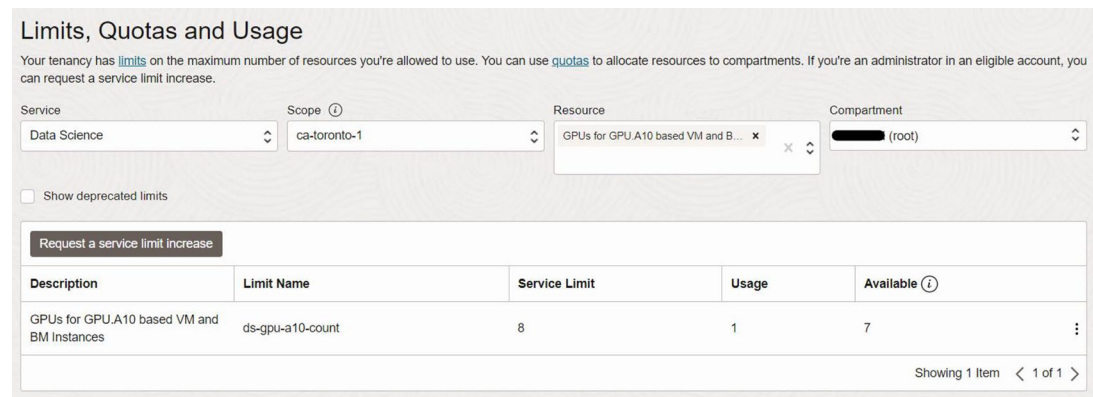 Limits, Quotas and Usage
Your tenancy has limits on the maximum number of resources you're allowed to use. You can use quotas to allocate resources to compartments. If you're an administrator in an eligible account, you
can request a service limit increase.
Service Scope Resource Compartment
Data Science ca-toronto-1 GPUs for GPU.A10 based VM and B... × (root)
Show deprecated limits
Request a service limit increase
Description Limit Name Service Limit Usage Available
GPUs for GPU.A10 based VM and
BM Instances ds-gpu-a10-count 8 1 7
Showing 1 Item < 1 of 1 >